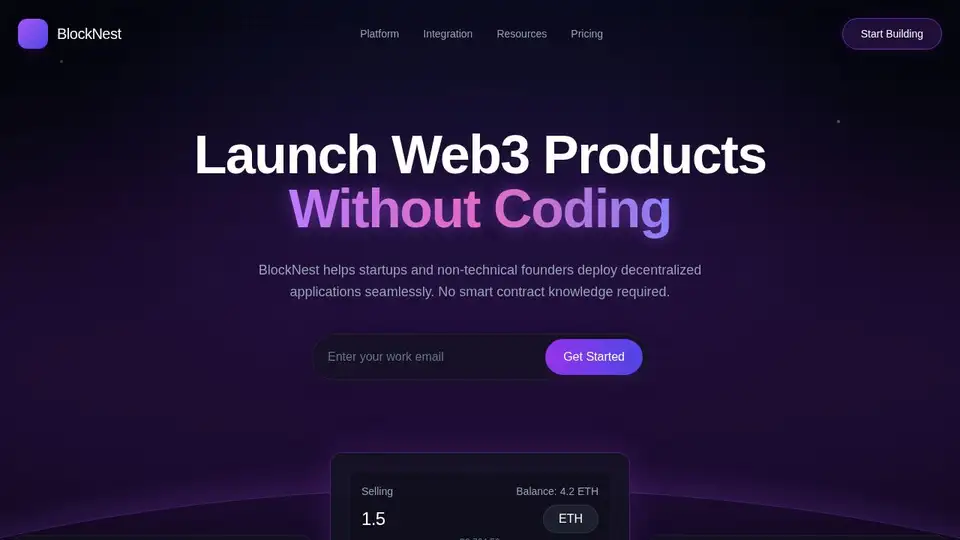 BlockNest
Platform
Integration
Resources
Pricing
Start Building
Launch Web3 Products
Without Coding
BlockNest helps startups and non-technical founders deploy decentralized
applications seamlessly. No smart contract knowledge required.
Enter your work email
Get Started
Selling
Balance: 4.2 ETH
1.5
ETH